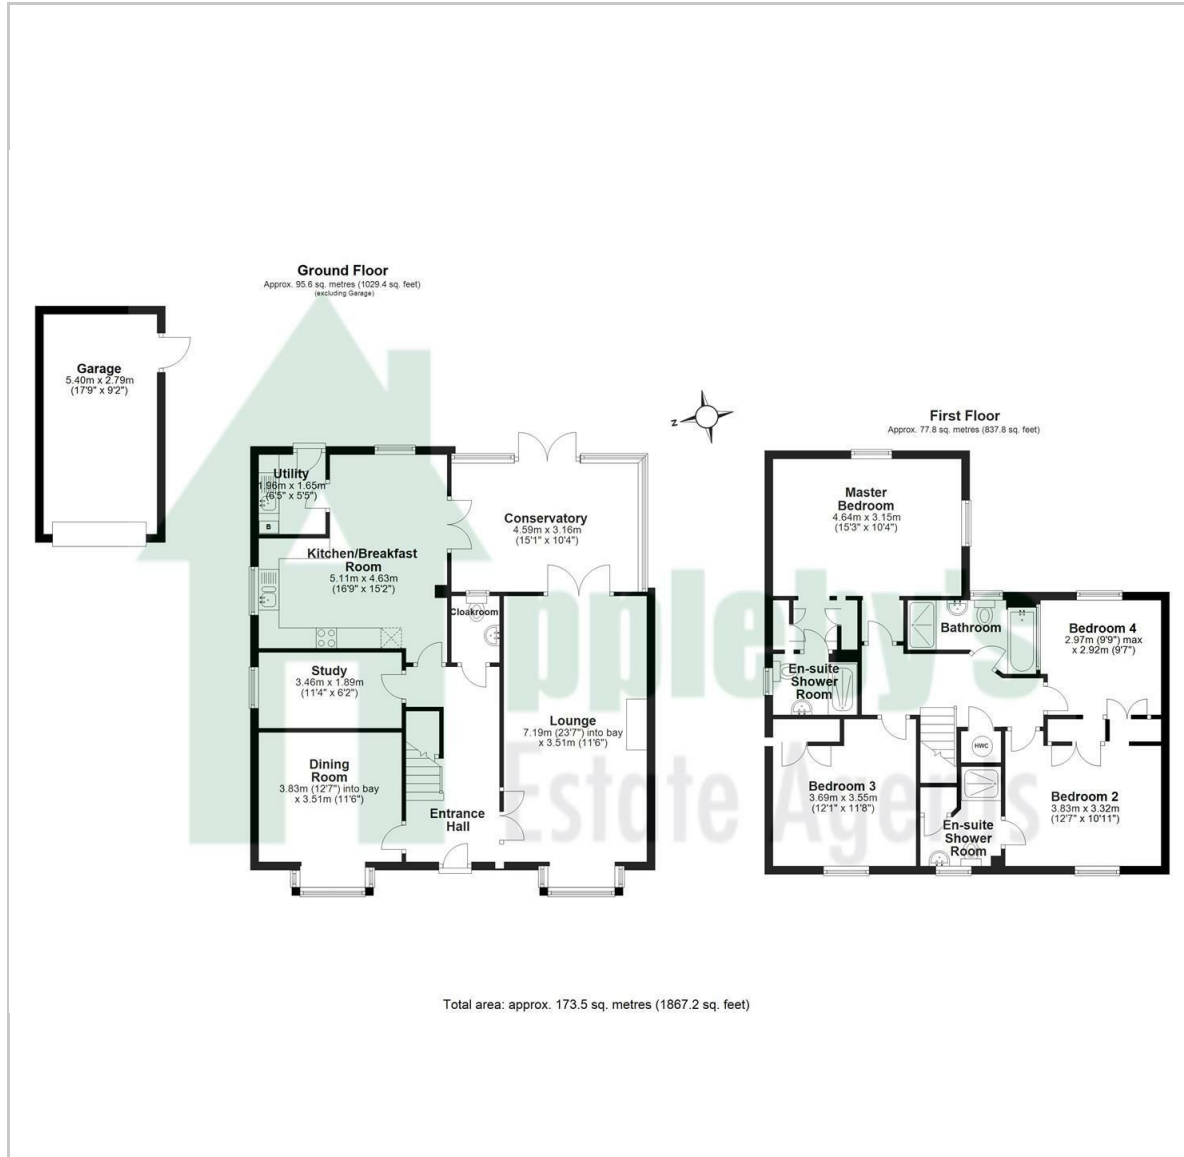 Ground Floor
Approx. 95.6 sq. metres (1029.4 sq. feet)
(excluding Garage)
Garage
5.40m x 2.79m
(17'9" x 9'2")
Utility
1.96m x 1.65m
(6'5" x 5'5")
B
Kitchen/Breakfast
Room
5.11m x 4.63m
(16'9" x 15'2")
Conservatory
4.59m x 3.16m
(15'1" x 10'4")
Cloakroom
Study
3.46m x 1.89m
(11'4" x 6'2")
Lounge
7.19m (23'7") into bay
x 3.51m (11'6")
Dining
Room
3.83m (12'7") into bay
x 3.51m (11'6")
Entrance
Hall
z
First Floor
Approx. 77.8 sq. metres (837.8 sq. feet)
Master
Bedroom
4.64m x 3.15m
(15'3" x 10'4")
Bathroom
Bedroom 4
2.97m (9'9") max
x 2.92m (9'7")
En-suite
Shower
Room
HWC
Bedroom 3
3.69m x 3.55m
(12'1" x 11'8")
En-suite
Shower
Room
Bedroom 2
3.83m x 3.32m
(12'7" x 10'11")
ppleby's
Estate Agents
Total area: approx. 173.5 sq. metres (1867.2 sq. feet)